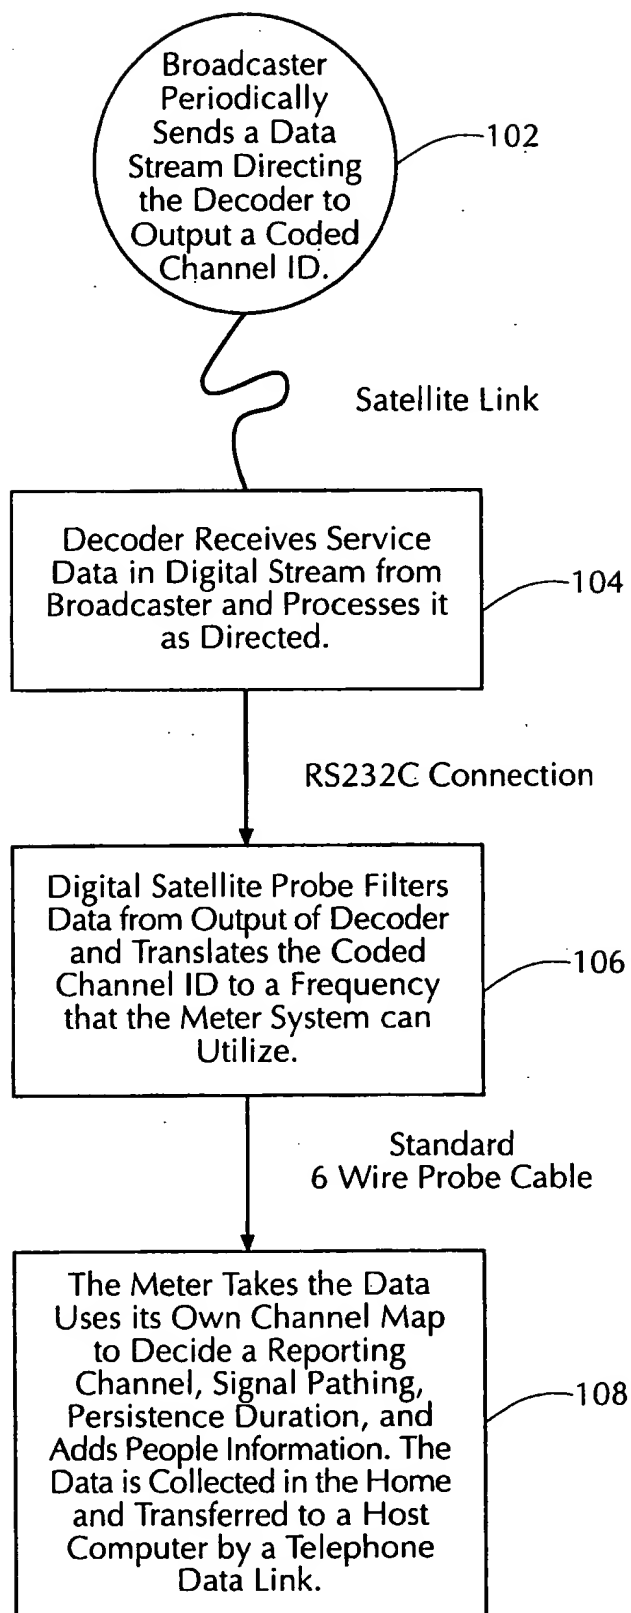 Broadcaster
Periodically
Sends a Data
Stream Directing
the Decoder to
Output a Coded
Channel ID.
102
Satellite Link
Decoder Receives Service
Data in Digital Stream from
Broadcaster and Processes it
as Directed.
104
RS232C Connection
Digital Satellite Probe Filters
Data from Output of Decoder
and Translates the Coded
Channel ID to a Frequency
that the Meter System can
Utilize.
106
Standard
6 Wire Probe Cable
The Meter Takes the Data
Uses its Own Channel Map
to Decide a Reporting
Channel, Signal Pathing,
Persistence Duration, and
Adds People Information. The
Data is Collected in the Home
and Transferred to a Host
Computer by a Telephone
Data Link.
108